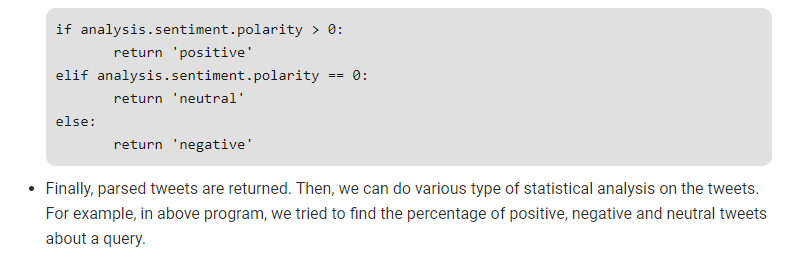 if analysis.sentiment.polarity > 0:
       return 'positive'
elif analysis.sentiment.polarity == 0:
       return 'neutral'
else:
       return 'negative'
• Finally, parsed tweets are returned. Then, we can do various type of statistical analysis on the tweets.
For example, in above program, we tried to find the percentage of positive, negative and neutral tweets
about a query.